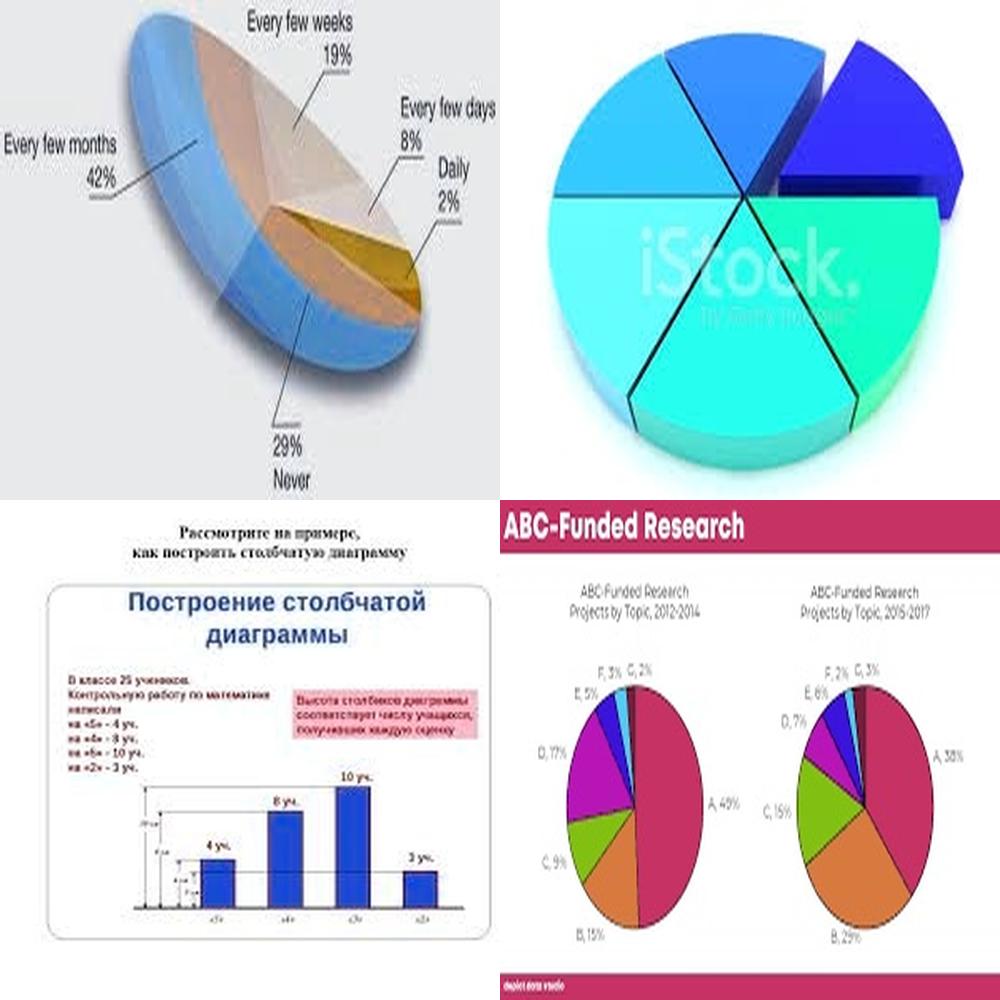 Every few weeks
19%
Every few days
8%
Daily
2%
Every few months
42%
29%
Never
iStock.
Рассмотрите на примере,
как построить столбчатую диаграмму
Построение столбчатой
диаграммы
В классе 25 учеников.
Контрольную работу по математике
написали
на «5» - 4 уч.
на «4» - 8 уч.
- 10 уч.
на «2» - 3 уч.
Высота столбиков диаграммы
соответствует числу учащихся,
получивших каждую оценку
10 уч.
8 уч.
4 уч.
3 уч.
«5»
«4»
«3»
«2»
ABC-Funded Research
ABC-Funded Research
Projects by Topic, 2012-2014
ABC-Funded Research
Projects by Topic, 2015-2017
F, 3% G, 2%
E, 5%
D, 17%
A, 49%
C, 9%
B, 15%
F, 2% G, 3%
E, 6%
D, 7%
A, 38%
C, 15%
B, 29%
depict data studio